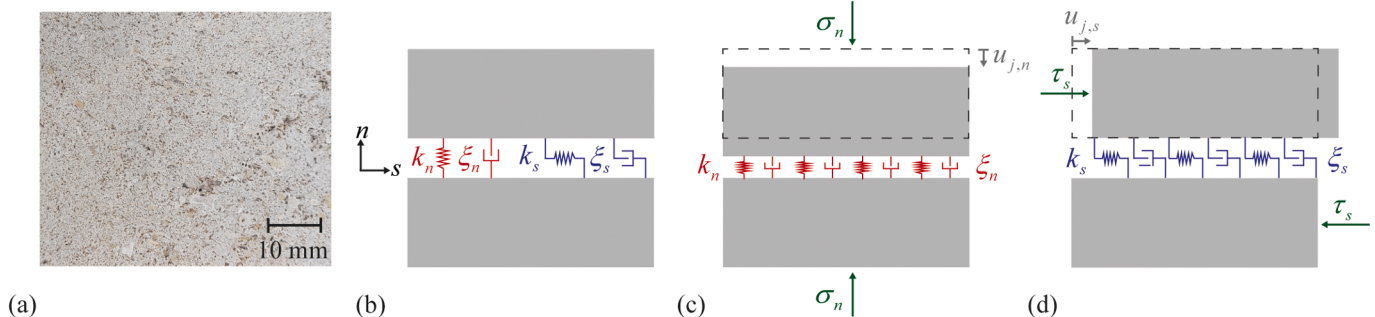 (a)
10 mm
(b)
n
s
k_n
ξ_n
k_s
ξ_s
(c)
σ_n
u_{j,n}
k_n
ξ_n
σ_n
(d)
u_{j,s}
τ_s
k_s
ξ_s
τ_s